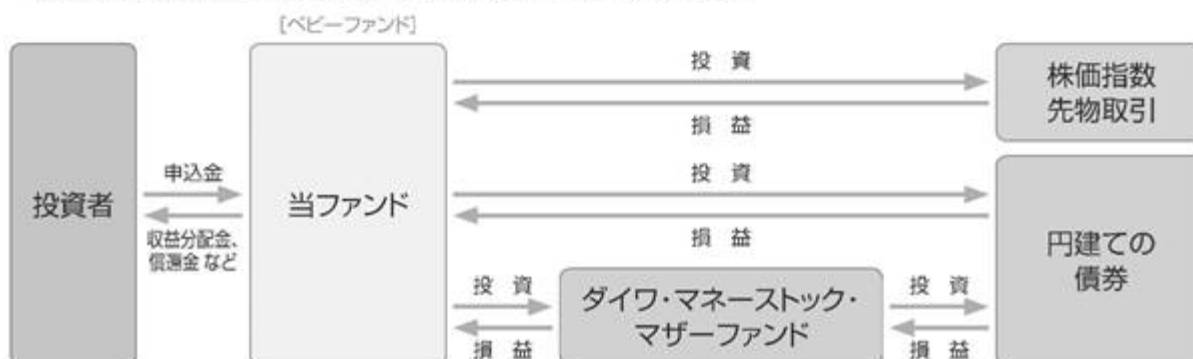 [ベビーファンド]
投資者
申込金
収益分配金、
償還金 など
当ファンド
投 資
損 益
株価指数
先物取引
投 資
損 益
円建ての
債券
投 資
損 益
ダイワ・マネーストック・
マザーファンド
投 資
損 益